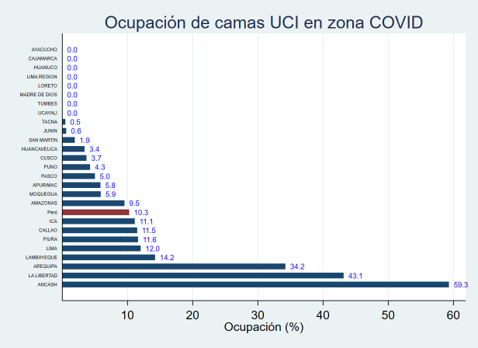 Ocupación de camas UCI en zona COVID
AYACUCHO 0.0
CAJAMARCA 0.0
HUANUCO 0.0
LIMA REGION 0.0
LORETO 0.0
MADRE DE DIOS 0.0
TUMBES 0.0
UCAYALI 0.0
TACNA 0.5
JUNIN 0.6
SAN MARTIN 1.9
HUANCAVELICA 3.4
CUSCO 3.7
PUNO 4.3
PASCO 5.0
APURIMAC 5.8
MOQUEGUA 5.9
AMAZONAS 9.5
Perú 10.3
ICA 11.1
CALLAO 11.5
PIURA 11.6
LIMA 12.0
LAMBAYEQUE 14.2
AREQUIPA 34.2
LA LIBERTAD 43.1
ANCASH 59.3
10 20 30 40 50 60
Ocupación (%)